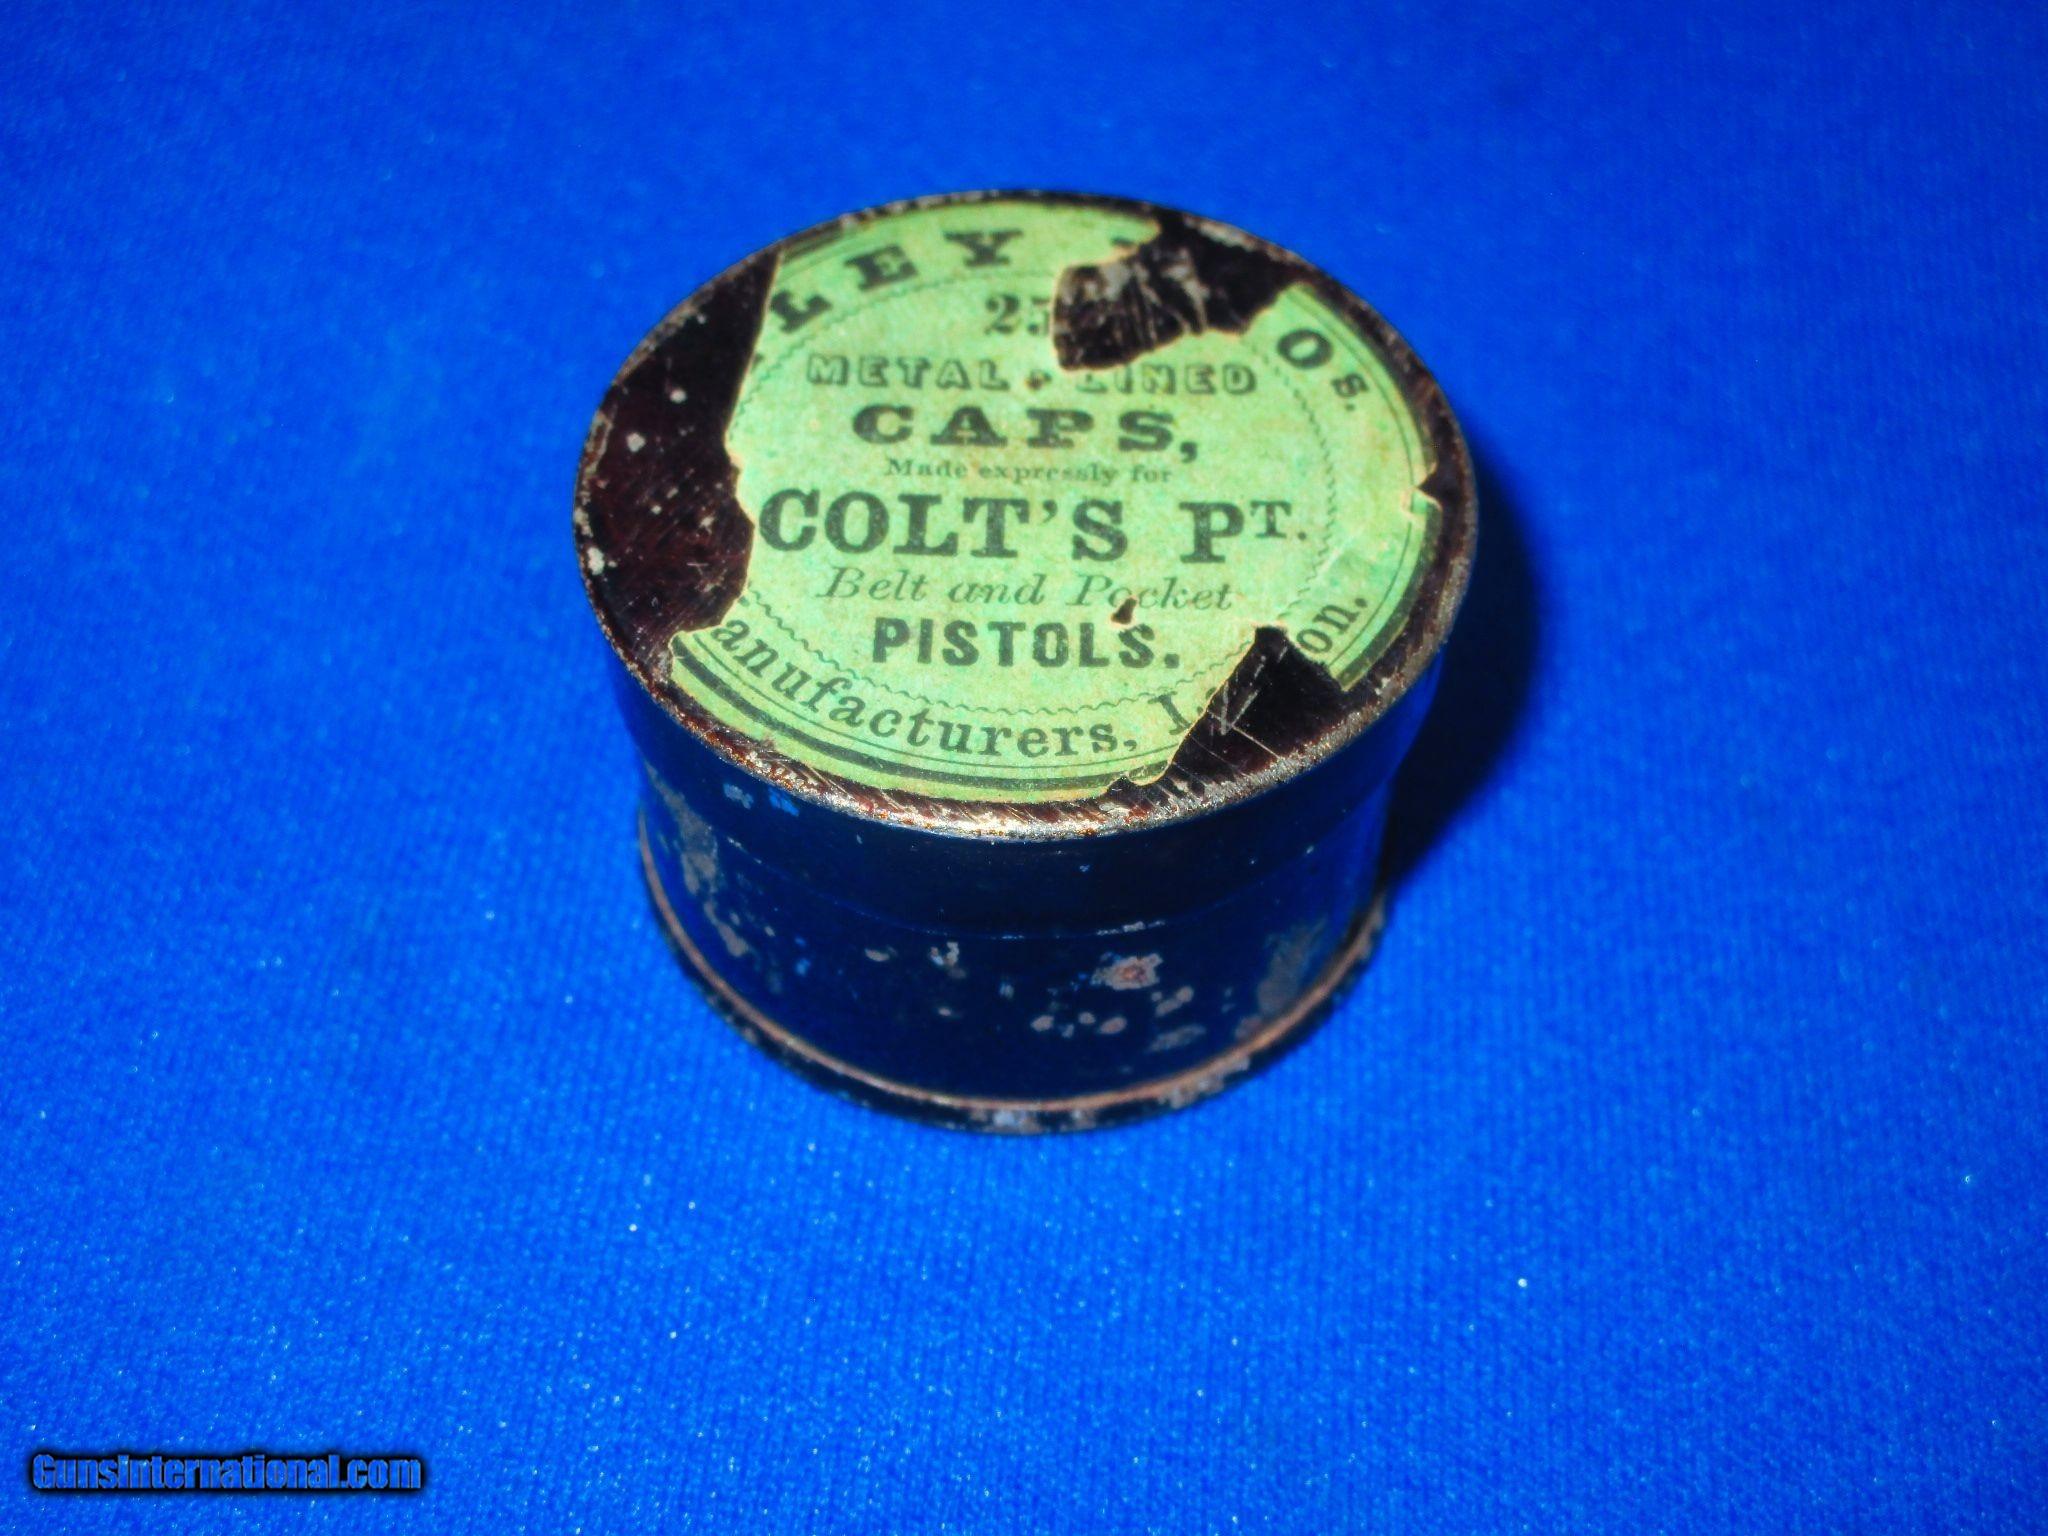 LEY
Os.
25
METAL-LINED
CAPS,
Made expressly for
COLT'S PT.
Belt and Pocket
PISTOLS.
anufacturers, L
on.
GunsInternational.com